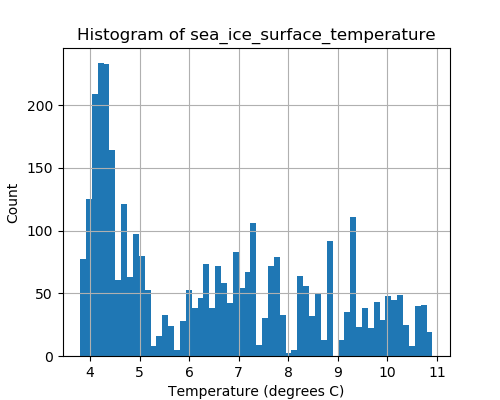 Histogram of sea_ice_surface_temperature
200
150
100
50
0
Count
4 5 6 7 8 9 10 11
Temperature (degrees C)